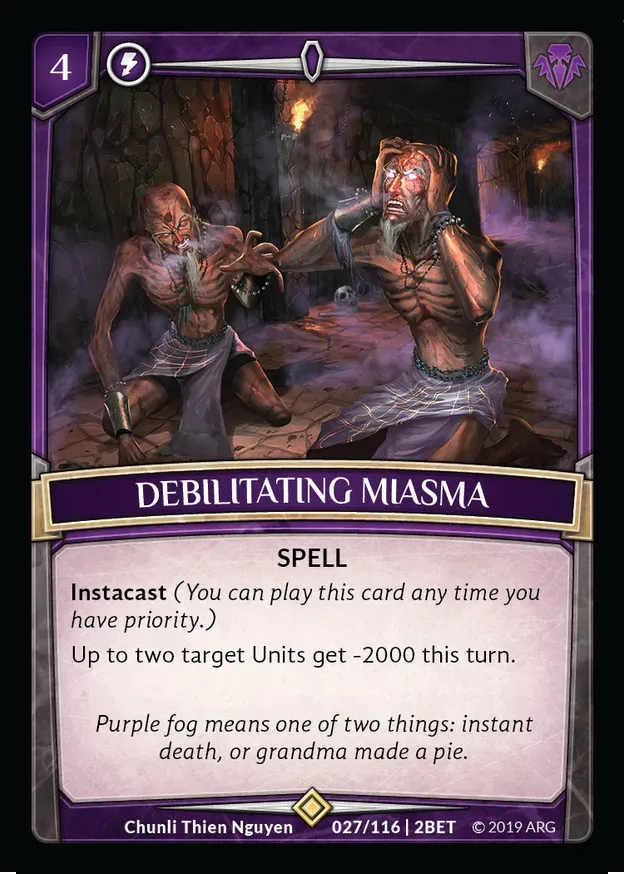 4
DEBILITATING MIASMA
SPELL
Instacast (You can play this card any time you
have priority.)
Up to two target Units get -2000 this turn.
Purple fog means one of two things: instant
death, or grandma made a pie.
Chunli Thien Nguyen 027/116 | 2BET © 2019 ARG